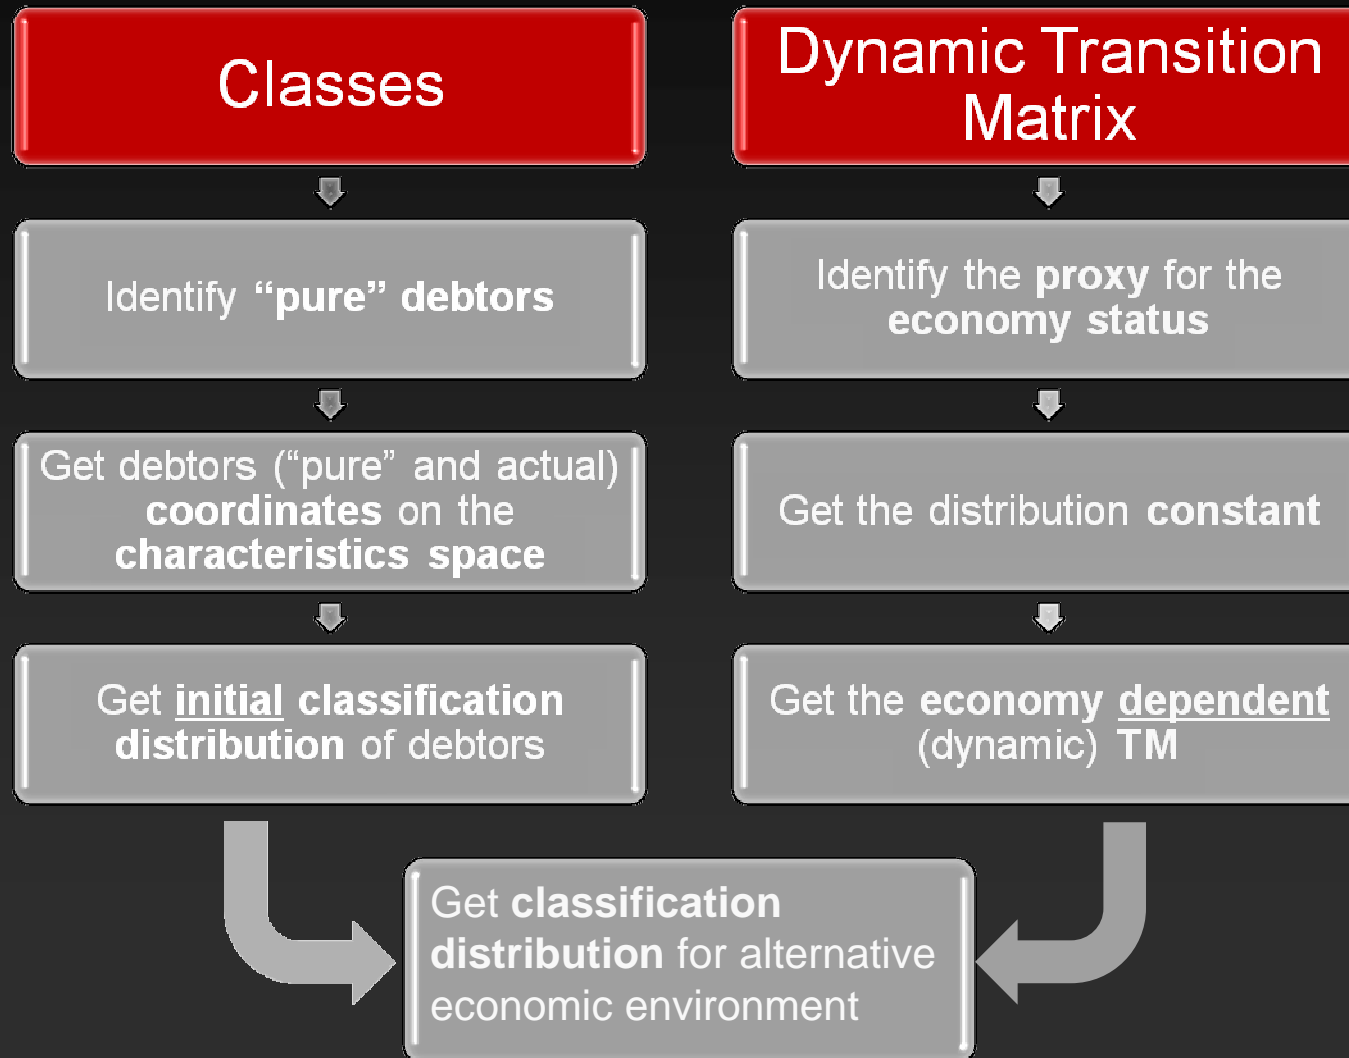 Classes
Identify “pure” debtors
Get debtors (“pure” and actual)
coordinates on the
characteristics space
Get initial classification
distribution of debtors
Dynamic Transition
Matrix
Identify the proxy for the
economy status
Get the distribution constant
Get the economy dependent
(dynamic) TM
Get classification
distribution for alternative
economic environment